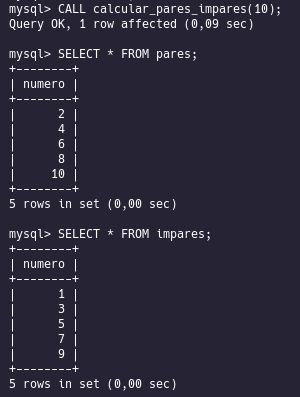 mysql> CALL calcular_pares_impares(10);
Query OK, 1 row affected (0,09 sec)

mysql> SELECT * FROM pares;
+--------+
| numero |
+--------+
|      2 |
|      4 |
|      6 |
|      8 |
|     10 |
+--------+
5 rows in set (0,00 sec)

mysql> SELECT * FROM impares;
+--------+
| numero |
+--------+
|      1 |
|      3 |
|      5 |
|      7 |
|      9 |
+--------+
5 rows in set (0,00 sec)